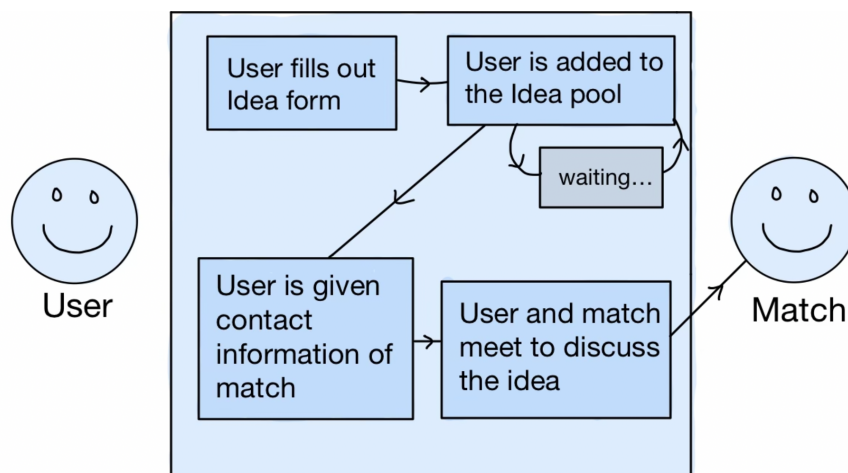 User fills out
Idea form
User is added to
the Idea pool
waiting...
User
Match
User is given
contact
information of
match
User and match
meet to discuss
the idea